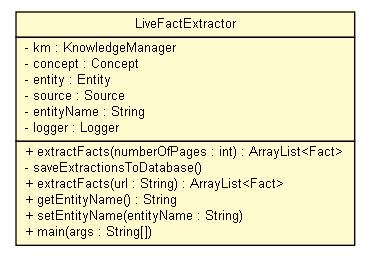 LiveFactExtractor
- km : KnowledgeManager
- concept : Concept
- entity : Entity
- source : Source
- entityName : String
- logger : Logger
+ extractFacts(numberOfPages : int) : ArrayList<Fact>
- saveExtractionsToDatabase()
+ extractFacts(url : String) : ArrayList<Fact>
+ getEntityName() : String
+ setEntityName(entityName : String)
+ main(args : String[])